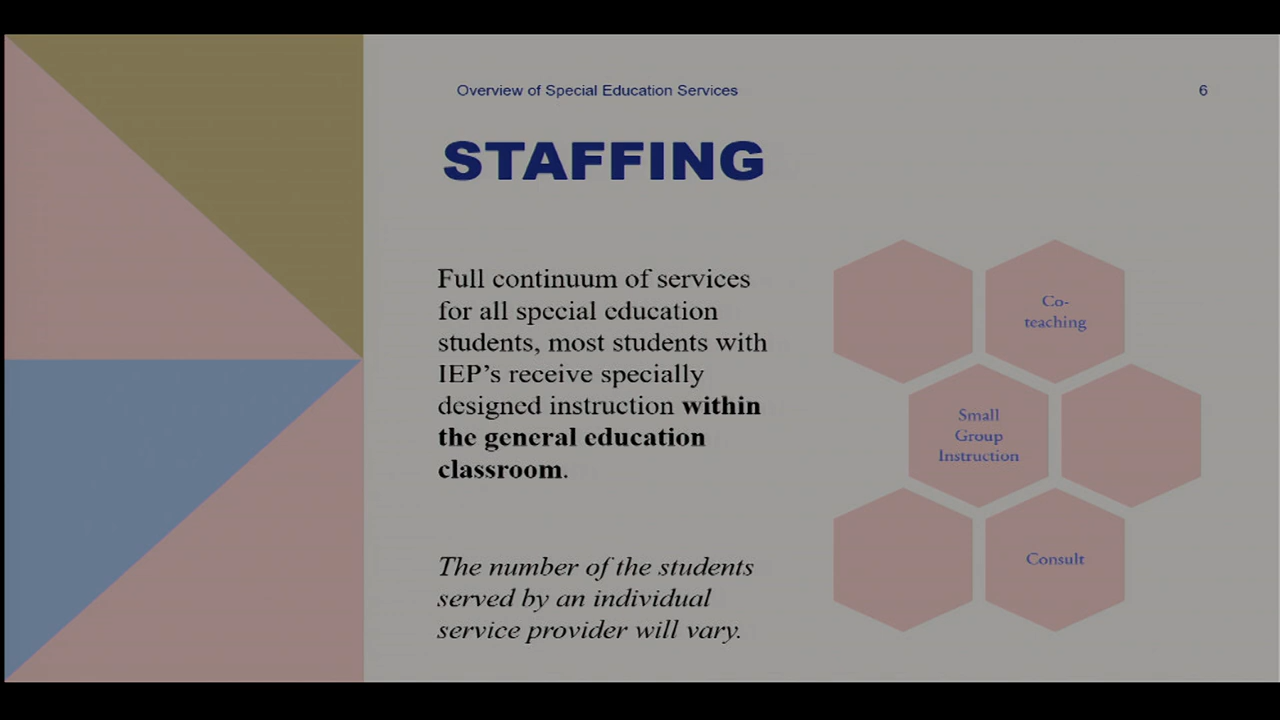 Overview of Special Education Services
6
STAFFING
Full continuum of services
for all special education
students, most students with
IEP’s receive specially
designed instruction within
the general education
classroom.
The number of the students
served by an individual
service provider will vary.
Co-
teaching
Small
Group
Instruction
Consult